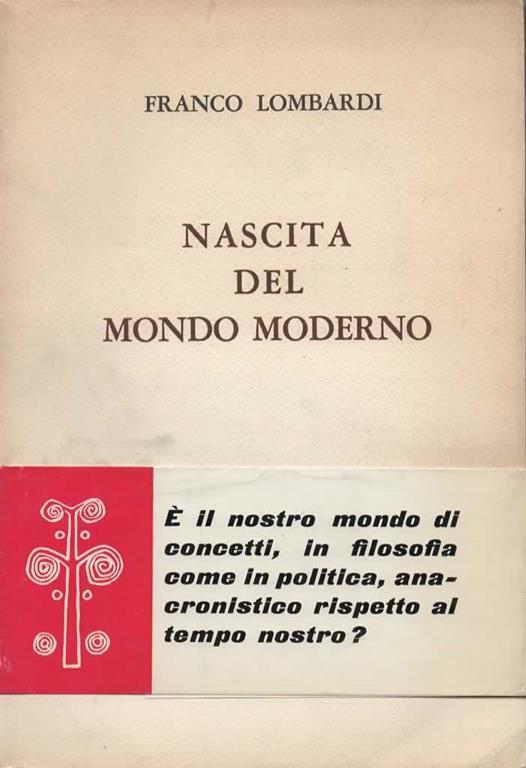 FRANCO LOMBARDI
NASCITA
DEL
MONDO MODERNO
È il nostro mondo di
concetti, in filosofia
come in politica, ana-
cronistico rispetto al
tempo nostro?